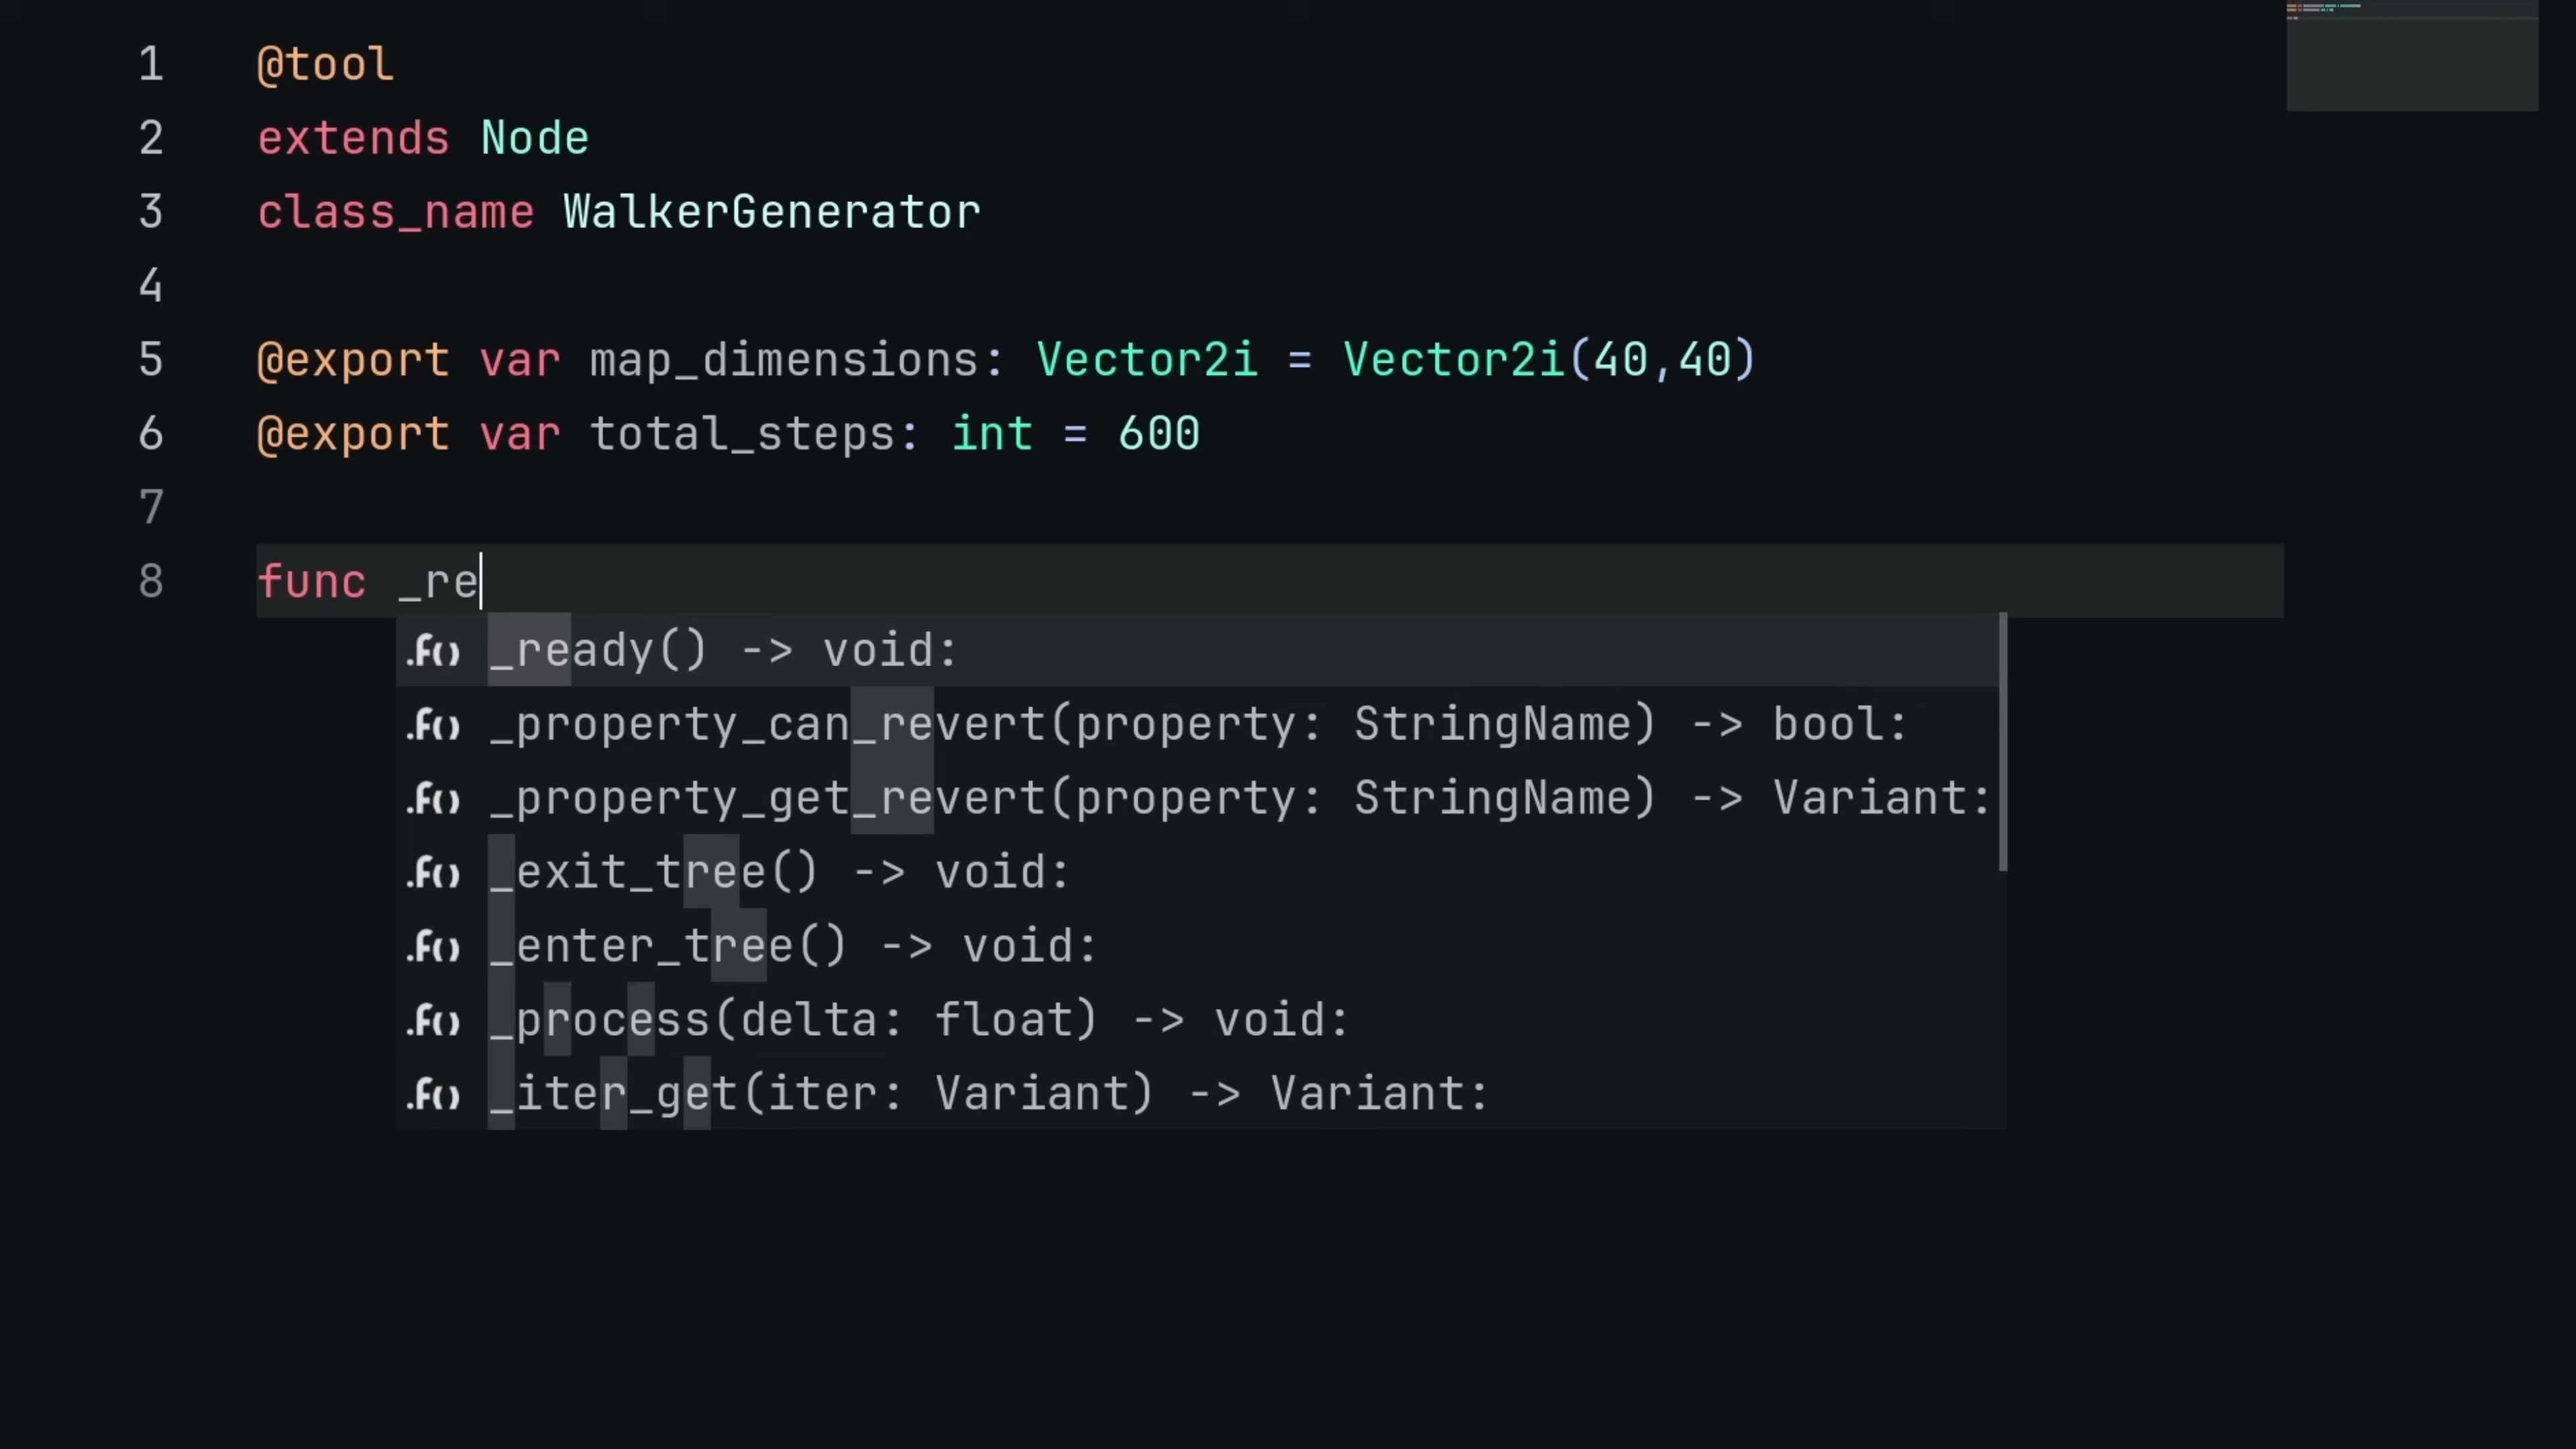 1 @tool
2 extends Node
3 class_name WalkerGenerator
4
5 @export var map_dimensions: Vector2i = Vector2i(40,40)
6 @export var total_steps: int = 600
7
8 func _re
.f() _ready() -> void:
.f() _property_can_revert(property: StringName) -> bool:
.f() _property_get_revert(property: StringName) -> Variant:
.f() _exit_tree() -> void:
.f() _enter_tree() -> void:
.f() _process(delta: float) -> void:
.f() _iter_get(iter: Variant) -> Variant: